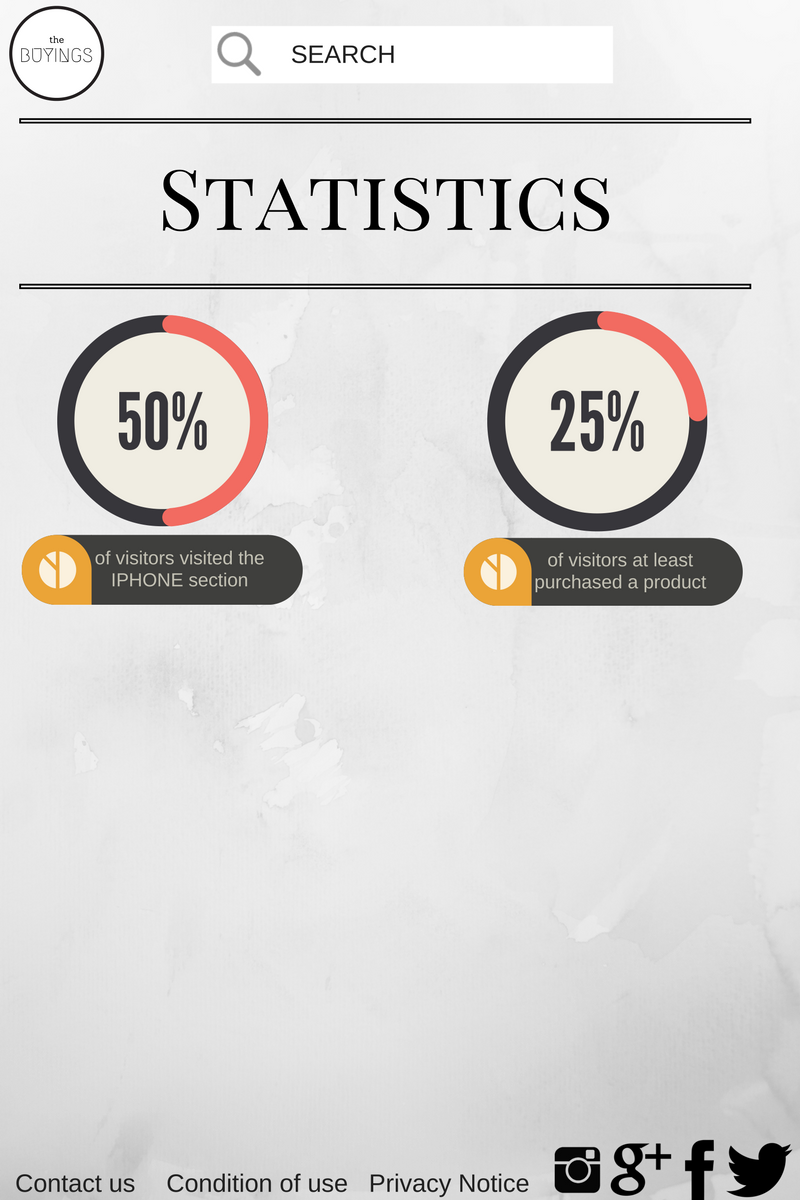 the
BUYINGS
SEARCH
STATISTICS
50%
25%
of visitors visited the
IPHONE section
of visitors at least
purchased a product
Contact us
Condition of use
Privacy Notice
g+
f